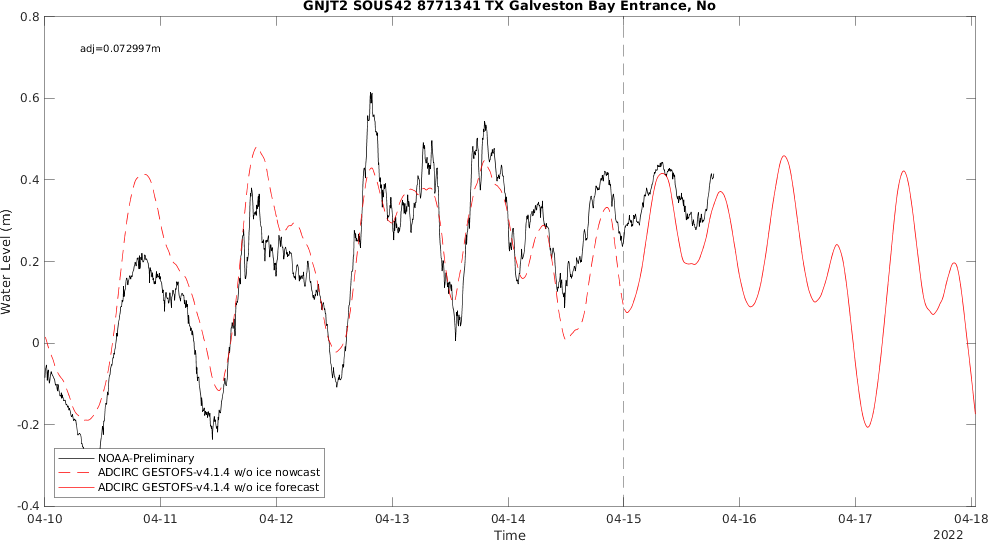 GNJT2 SOUS42 8771341 TX Galveston Bay Entrance, No
adj=0.072997m
0.8
0.6
0.4
0.2
0
-0.2
-0.4
Water Level (m)
NOAA-Preliminary
ADCIRC GESTOFS-v4.1.4 w/o ice nowcast
ADCIRC GESTOFS-v4.1.4 w/o ice forecast
04-10 04-11 04-12 04-13 04-14 04-15 04-16 04-17 04-18
Time
2022